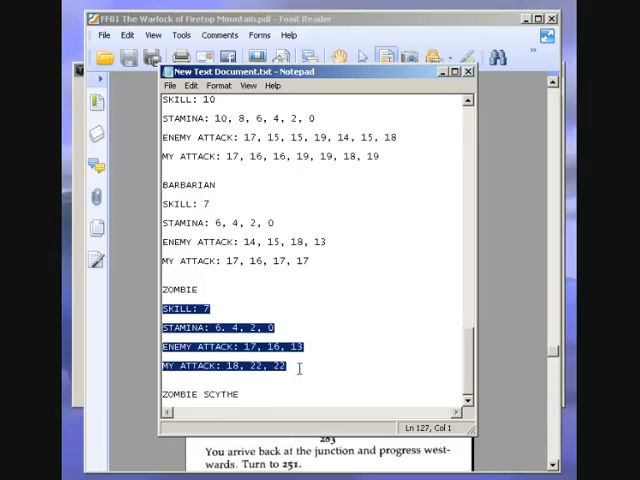 FF01 The Warlock of Firetop Mountain.pdf - Foxit Reader
File Edit View Tools Comments Forms Help
New Text Document.txt - Notepad
File Edit Format View Help
SKILL: 10
STAMINA: 10, 8, 6, 4, 2, 0
ENEMY ATTACK: 17, 15, 15, 19, 14, 15, 18
MY ATTACK: 17, 16, 16, 19, 19, 18, 19
BARBARIAN
SKILL: 7
STAMINA: 6, 4, 2, 0
ENEMY ATTACK: 14, 15, 18, 13
MY ATTACK: 17, 16, 17, 17
ZOMBIE
SKILL: 7
STAMINA: 6. 4, 2, 0
ENEMY ATTACK: 17, 16, 13
MY ATTACK: 18, 22, 22
ZOMBIE SCYTHE
Ln 127, Col 1
283
You arrive back at the junction and progress west-
wards. Turn to 251.